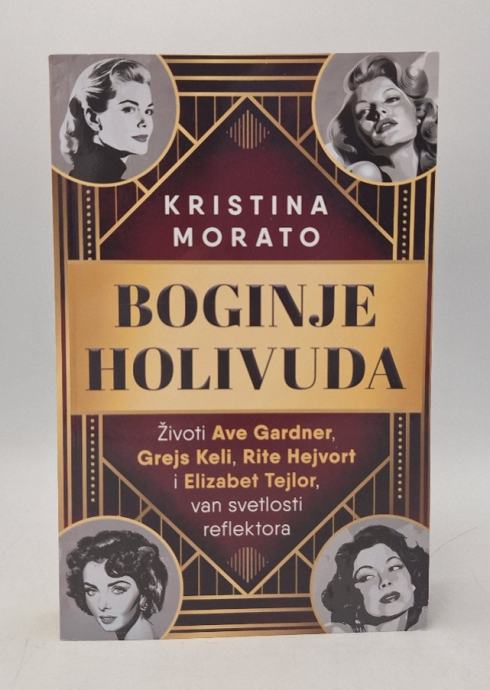 KRISTINA
MORATO
BOGINJE
HOLIVUDA
Životi Ave Gardner,
Grejs Keli, Rite Hejvort
i Elizabet Tejlor,
van svetlosti
reflektora